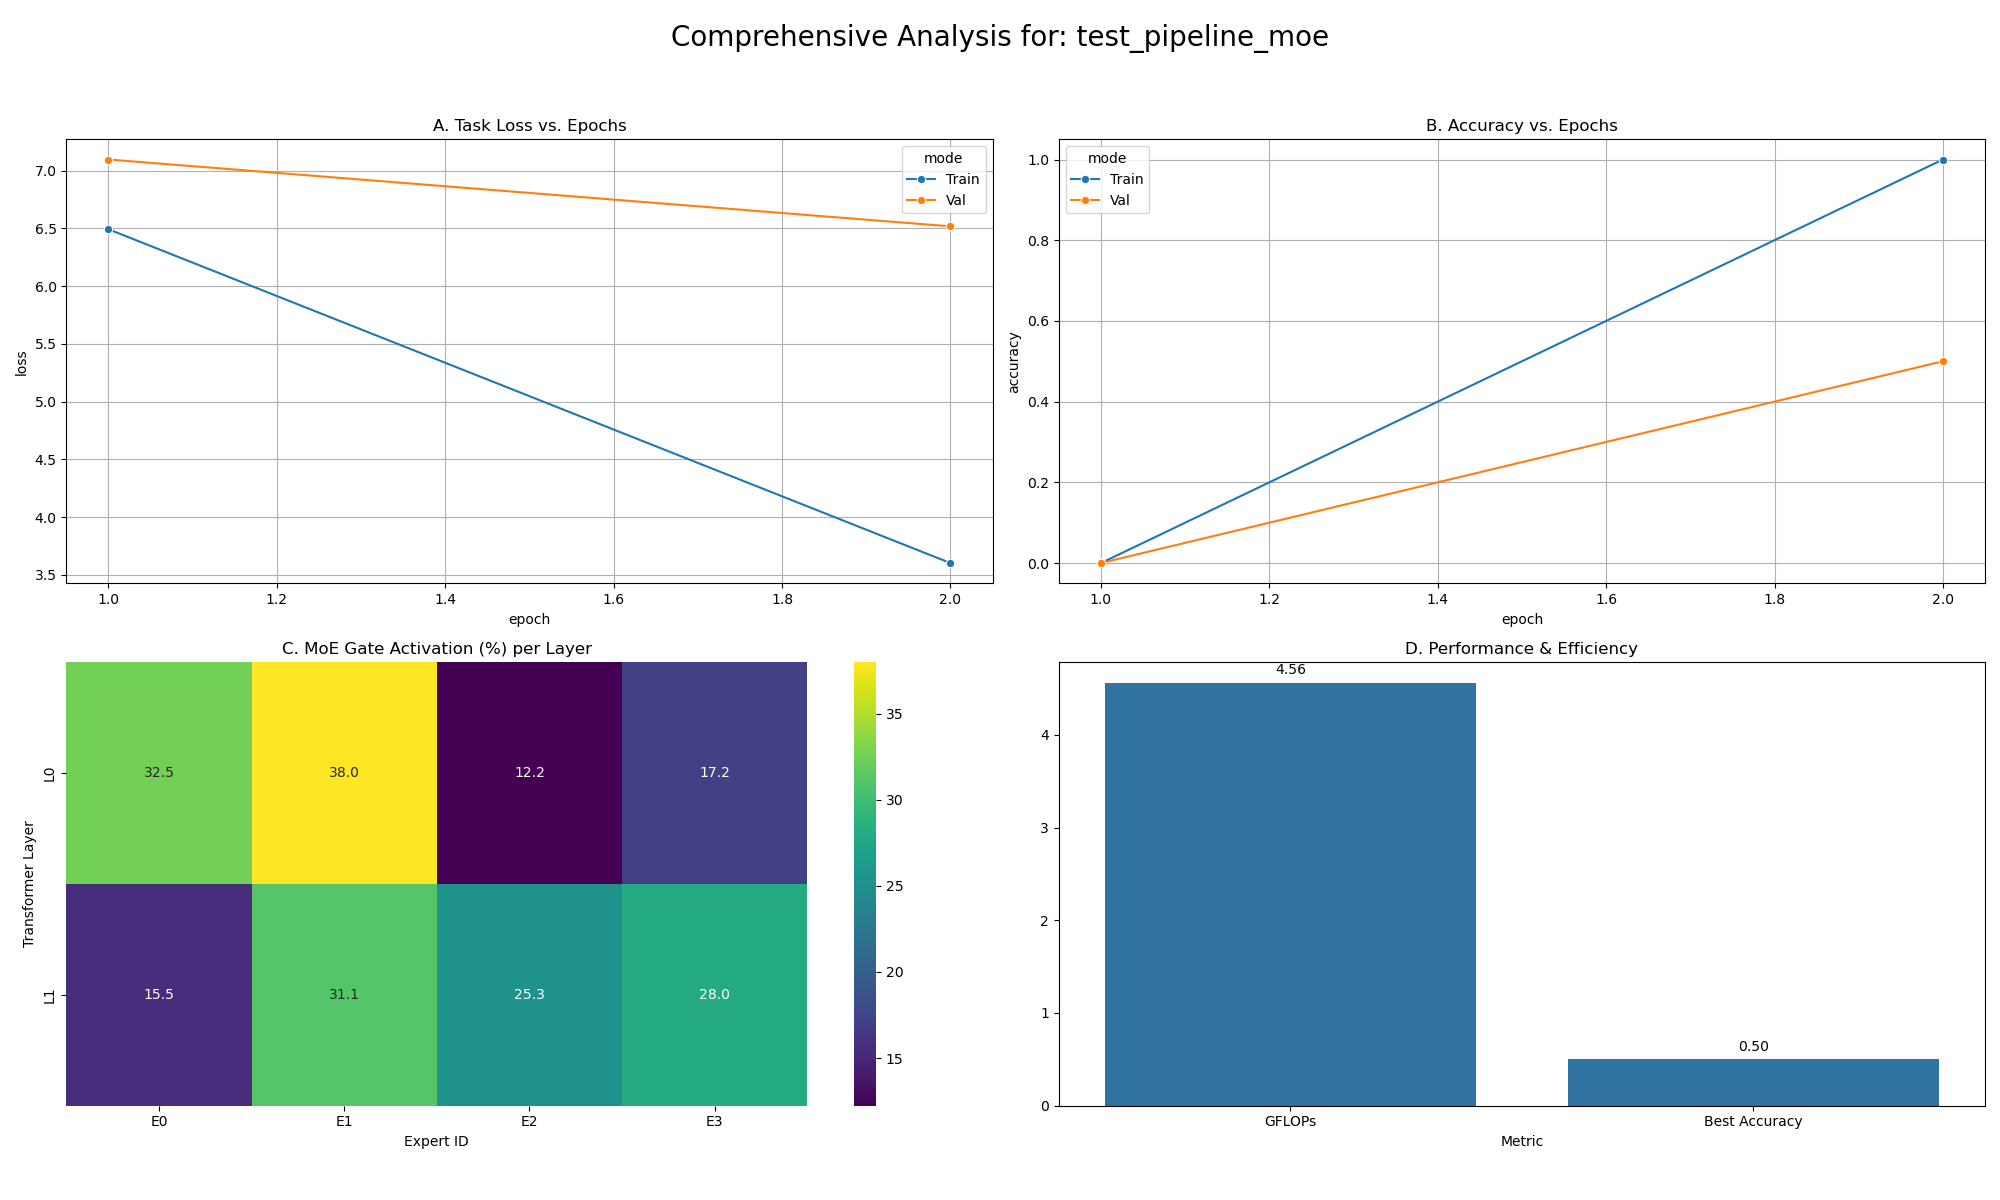 Comprehensive Analysis for: test_pipeline_moe
A. Task Loss vs. Epochs
loss
7.0
6.5
6.0
5.5
5.0
4.5
4.0
3.5
mode
Train
Val
1.0 1.2 1.4 1.6 1.8 2.0
epoch
B. Accuracy vs. Epochs
accuracy
1.0
0.8
0.6
0.4
0.2
0.0
mode
Train
Val
1.0 1.2 1.4 1.6 1.8 2.0
epoch
C. MoE Gate Activation (%) per Layer
Transformer Layer
L0
32.5 38.0 12.2 17.2
L1
15.5 31.1 25.3 28.0
E0 E1 E2 E3
Expert ID
35
30
25
20
15
D. Performance & Efficiency
4
3
2
1
0
4.56
0.50
GFLOPs Best Accuracy
Metric